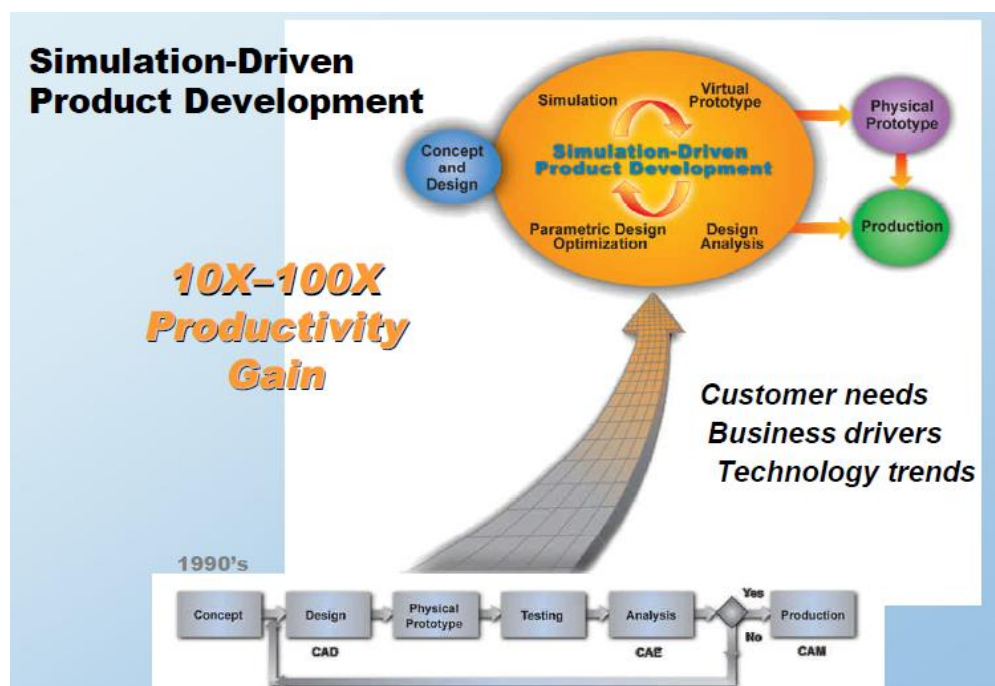 Simulation-Driven
Product Development
Simulation
Virtual
Prototype
Physical
Prototype
Concept
and
Design
Simulation-Driven
Product Development
Parametric Design
Optimization
Design
Analysis
Production
10X–100X
Productivity
Gain
Customer needs
Business drivers
Technology trends
1990's
Concept
Design
Physical
Prototype
Testing
Analysis
Yes
No
Production
CAD
CAE
CAM